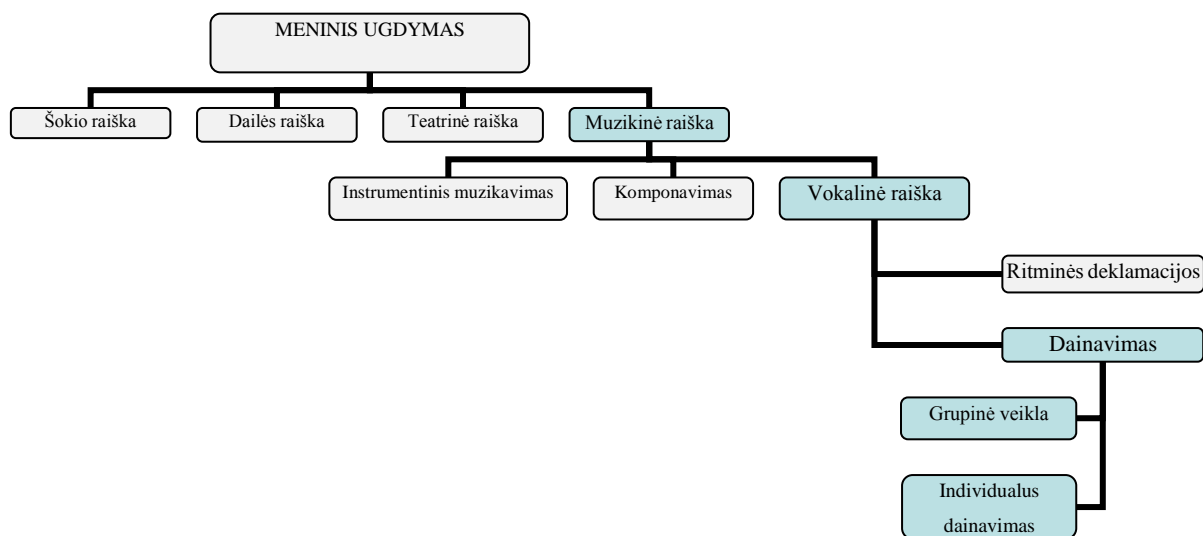 MENINIS UGDYMAS
Šokio raiška
Dailės raiška
Teatrinė raiška
Muzikinė raiška
Instrumentinis muzikavimas
Komponavimas
Vokalinė raiška
Ritminės deklamacijos
Dainavimas
Grupinė veikla
Individualus
dainavimas